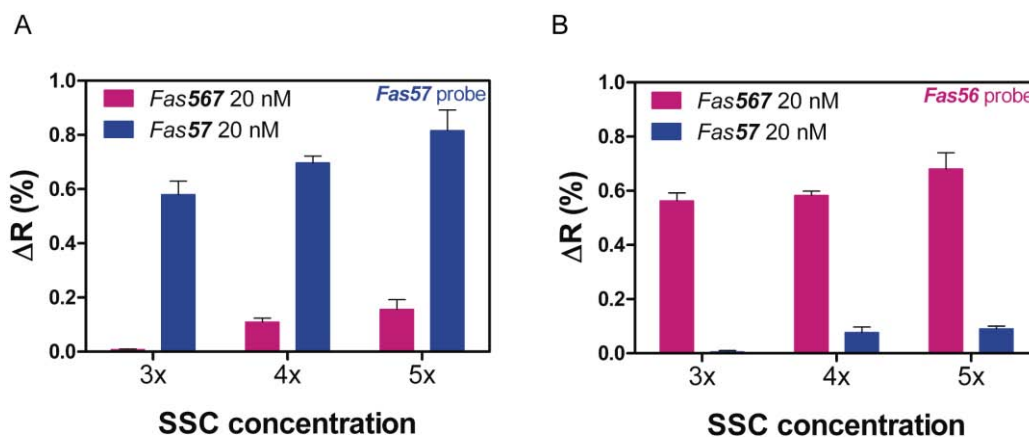 A
1.0
0.8
0.6
0.4
0.2
0.0
ΔR (%)
Fas567 20 nM
Fas57 20 nM
Fas57 probe
3x
4x
5x
SSC concentration
B
1.0
0.8
0.6
0.4
0.2
0.0
ΔR (%)
Fas567 20 nM
Fas57 20 nM
Fas56 probe
3x
4x
5x
SSC concentration